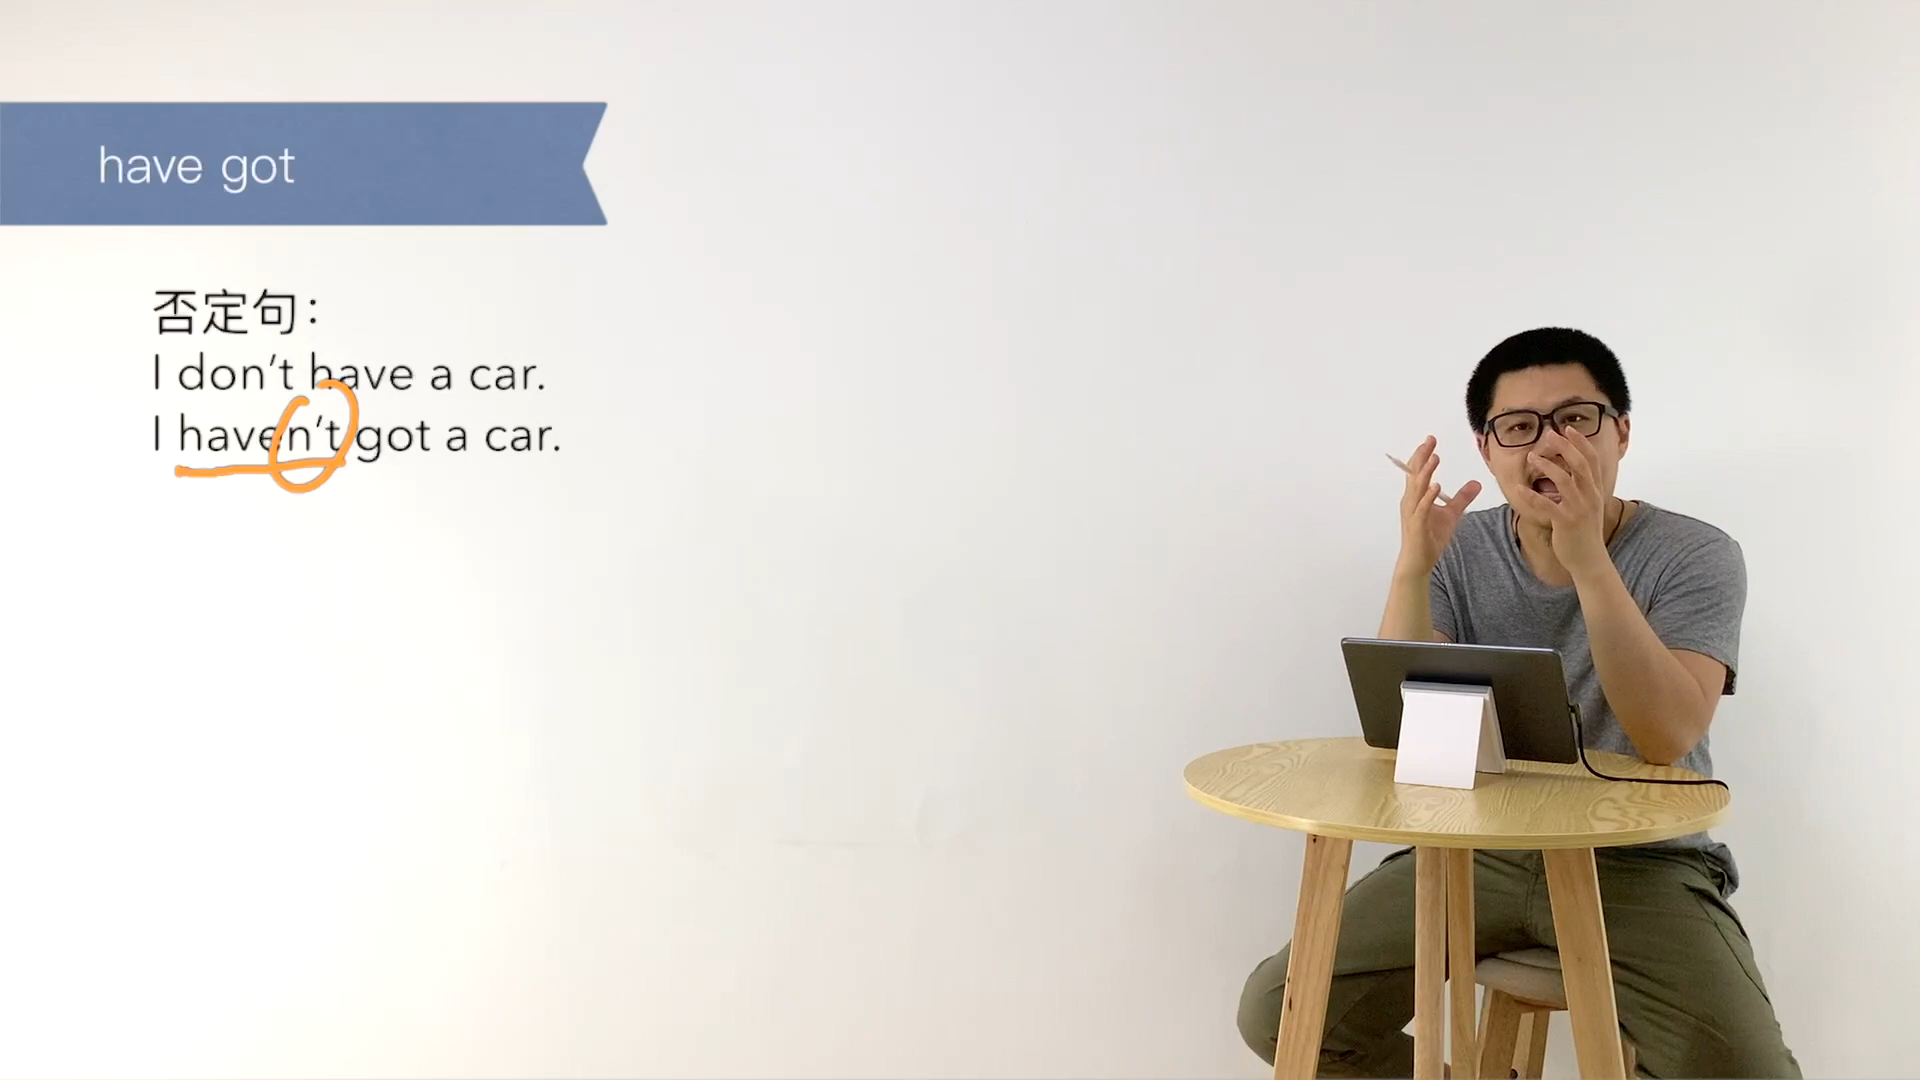 have got
否定句：
I don’t have a car.
I haven’t got a car.